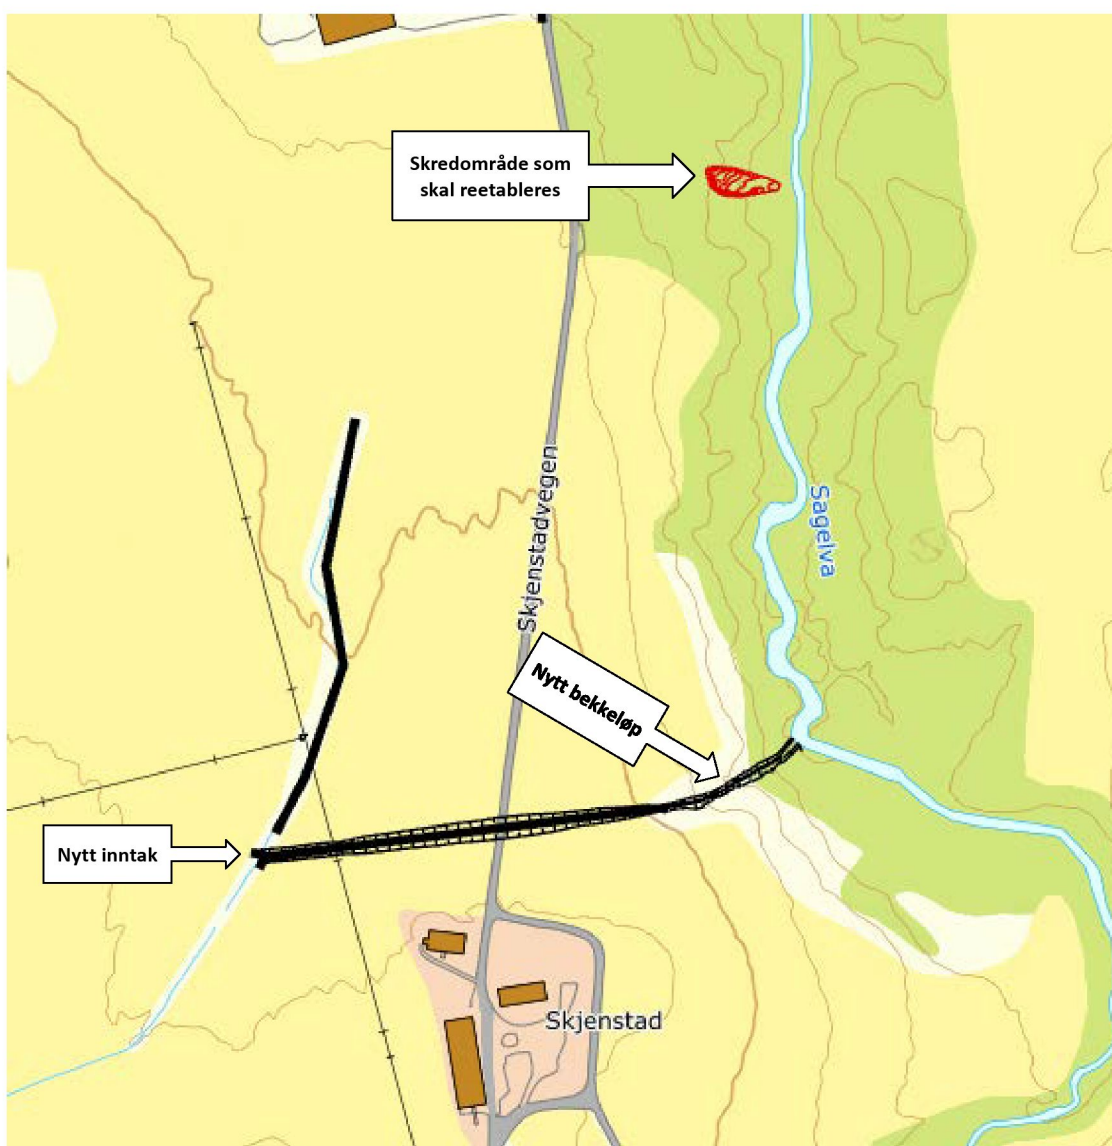 Skredområde som
skal reetableres
Skjenstadvegen
Sagelva
Nytt bekkeløp
Nytt inntak
Skjenstad